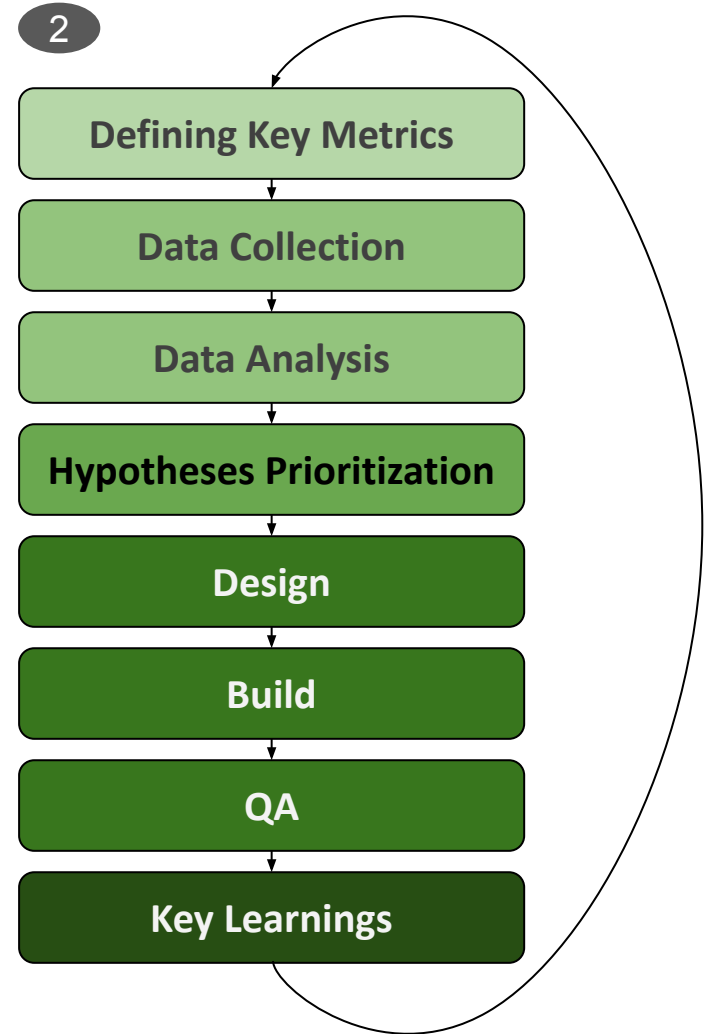 2
Defining Key Metrics
Data Collection
Data Analysis
Hypotheses Prioritization
Design
Build
QA
Key Learnings